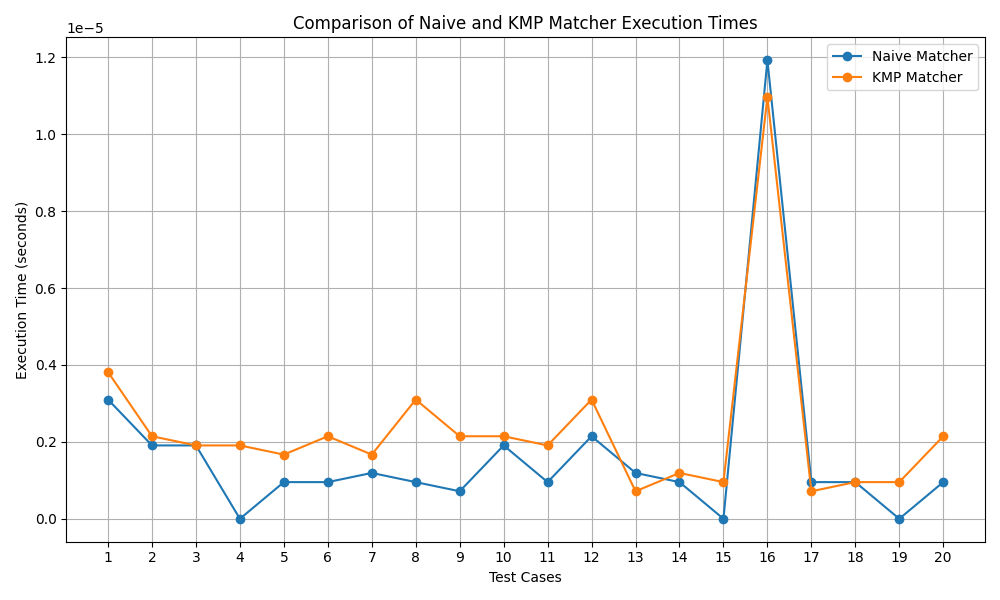 Comparison of Naive and KMP Matcher Execution Times
1e−5
Naive Matcher
KMP Matcher
1.2
1.0
0.8
0.6
0.4
0.2
0.0
Execution Time (seconds)
1 2 3 4 5 6 7 8 9 10 11 12 13 14 15 16 17 18 19 20
Test Cases